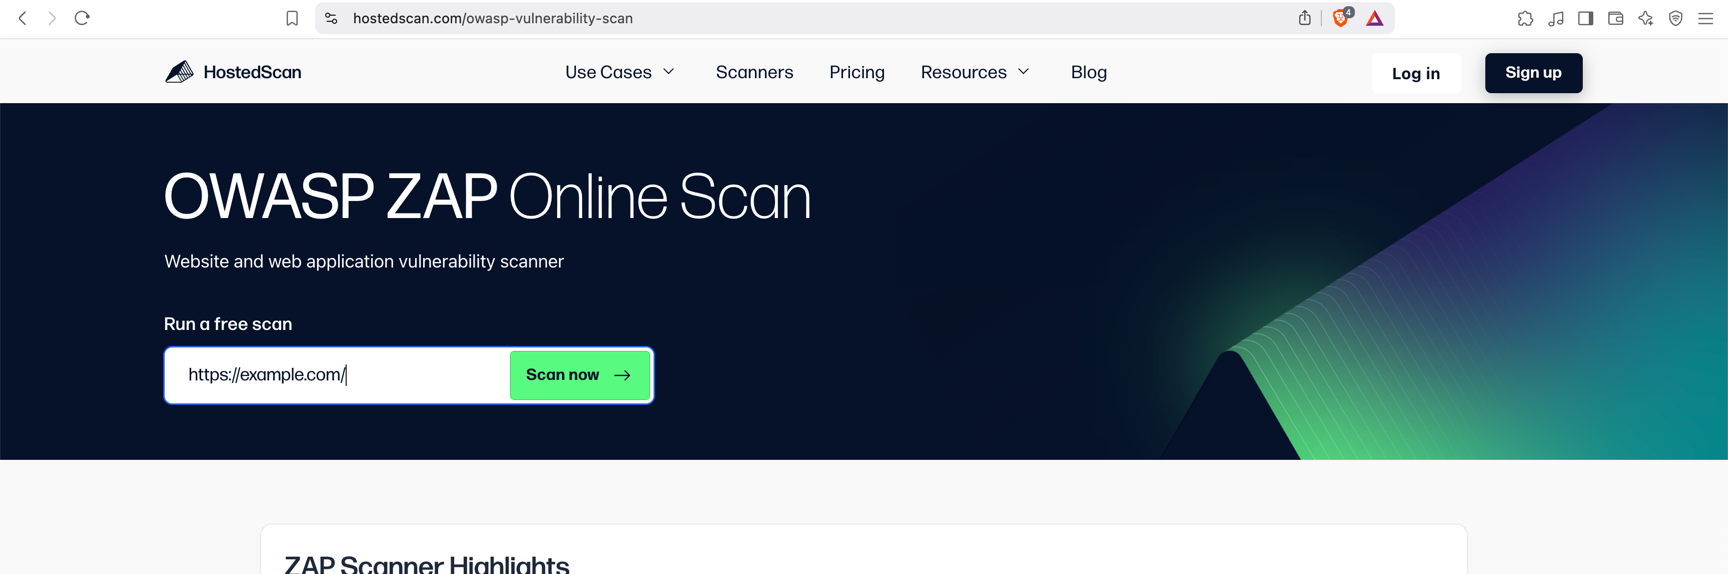 hostedscan.com/owasp-vulnerability-scan
4
HostedScan
Use Cases
Scanners
Pricing
Resources
Blog
Log in
Sign up
OWASP ZAP Online Scan
Website and web application vulnerability scanner
Run a free scan
https://example.com/
Scan now
ZAP Scanner Highlights